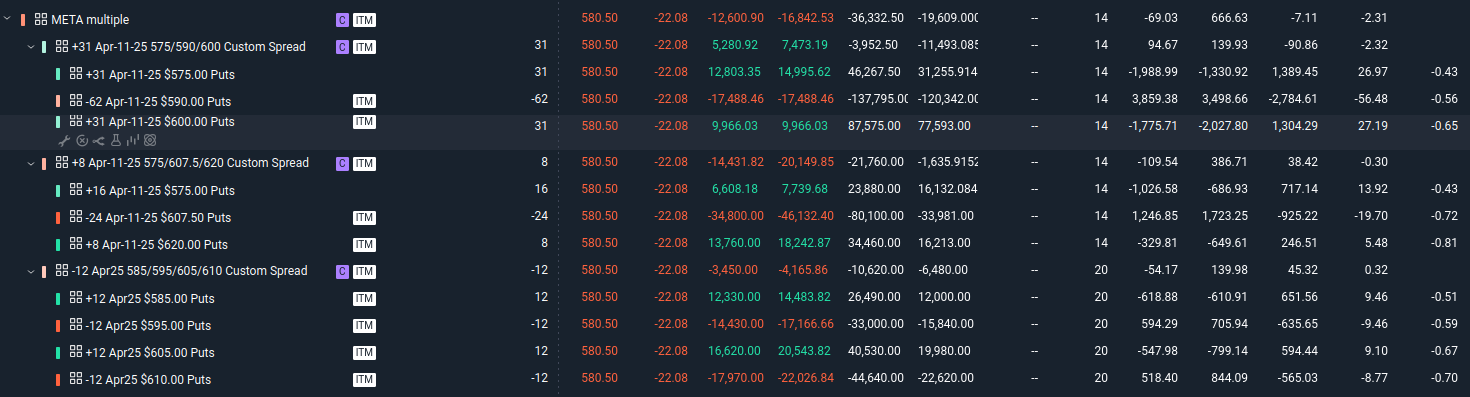 META multiple C ITM 580.50 -22.08 -12,600.90 -16,842.53 -36,332.50 -19,609.000 -- 14 -69.03 666.63 -7.11 -2.31
+31 Apr-11-25 575/590/600 Custom Spread C ITM 31 580.50 -22.08 5,280.92 7,473.19 -3,952.50 -11,493.085 -- 14 94.67 139.93 -90.86 -2.32
+31 Apr-11-25 $575.00 Puts 31 580.50 -22.08 12,803.35 14,995.62 46,267.50 31,255.914 -- 14 -1,988.99 -1,330.92 1,389.45 26.97 -0.43
-62 Apr-11-25 $590.00 Puts ITM -62 580.50 -22.08 -17,488.46 -17,488.46 -137,795.00 -120,342.00 -- 14 3,859.38 3,498.66 -2,784.61 -56.48 -0.56
+31 Apr-11-25 $600.00 Puts ITM 31 580.50 -22.08 9,966.03 9,966.03 87,575.00 77,593.00 -- 14 -1,775.71 -2,027.80 1,304.29 27.19 -0.65
+8 Apr-11-25 575/607.5/620 Custom Spread C ITM 8 580.50 -22.08 -14,431.82 -20,149.85 -21,760.00 -1,635.9152 -- 14 -109.54 386.71 38.42 -0.30
+16 Apr-11-25 $575.00 Puts 16 580.50 -22.08 6,608.18 7,739.68 23,880.00 16,132.084 -- 14 -1,026.58 -686.93 717.14 13.92 -0.43
-24 Apr-11-25 $607.50 Puts ITM -24 580.50 -22.08 -34,800.00 -46,132.40 -80,100.00 -33,981.00 -- 14 1,246.85 1,723.25 -925.22 -19.70 -0.72
+8 Apr-11-25 $620.00 Puts ITM 8 580.50 -22.08 13,760.00 18,242.87 34,460.00 16,213.00 -- 14 -329.81 -649.61 246.51 5.48 -0.81
-12 Apr25 585/595/605/610 Custom Spread C ITM -12 580.50 -22.08 -3,450.00 -4,165.86 -10,620.00 -6,480.00 -- 20 -54.17 139.98 45.32 0.32
+12 Apr25 $585.00 Puts ITM 12 580.50 -22.08 12,330.00 14,483.82 26,490.00 12,000.00 -- 20 -618.88 -610.91 651.56 9.46 -0.51
-12 Apr25 $595.00 Puts ITM -12 580.50 -22.08 -14,430.00 -17,166.66 -33,000.00 -15,840.00 -- 20 594.29 705.94 -635.65 -9.46 -0.59
+12 Apr25 $605.00 Puts ITM 12 580.50 -22.08 16,620.00 20,543.82 40,530.00 19,980.00 -- 20 -547.98 -799.14 594.44 9.10 -0.67
-12 Apr25 $610.00 Puts ITM -12 580.50 -22.08 -17,970.00 -22,026.84 -44,640.00 -22,620.00 -- 20 518.40 844.09 -565.03 -8.77 -0.70